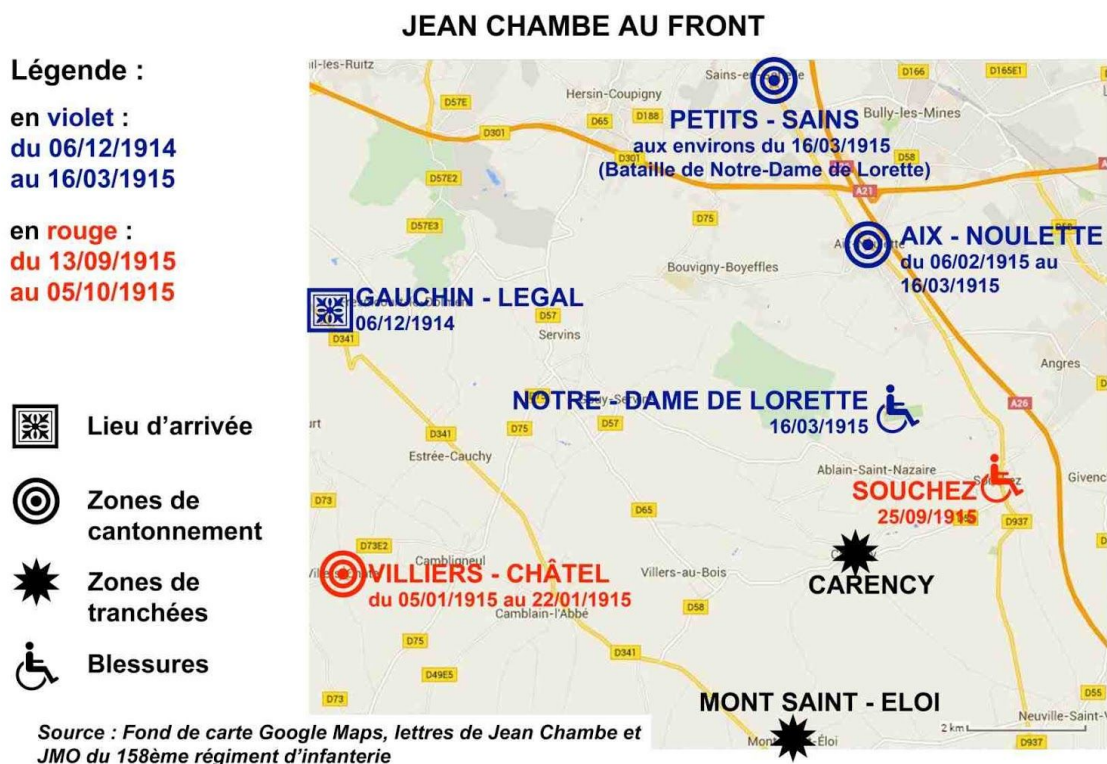 JEAN CHAMBE AU FRONT
Légende :
en violet :
du 06/12/1914
au 16/03/1915
en rouge :
du 13/09/1915
au 05/10/1915
Lieu d'arrivée
Zones de
cantonnement
Zones de
tranchées
Blessures
Source : Fond de carte Google Maps, lettres de Jean Chambe et
JMO du 158ème régiment d'infanterie
PETITS - SAINS
aux environs du 16/03/1915
(Bataille de Notre-Dame de Lorette)
AIX - NOULETTE
du 06/02/1915 au
16/03/1915
GAUCHIN - LEGAL
06/12/1914
NOTRE - DAME DE LORETTE
16/03/1915
SOUCHEZ
25/09/1915
CARENCY
VILLIERS - CHÂTEL
du 05/01/1915 au 22/01/1915
MONT SAINT - ELOI
Hersin-Coupigny
Bully-les-Mines
Bouvigny-Boyeffles
Servins
Angres
Estrée-Cauchy
Ablain-Saint-Nazaire
Givenc
Cambligneul
Villers-au-Bois
Camblain-l'Abbé
Neuville-Saint-V
2 km
D166
D165E1
D57E
D65
D188
D301
D301
D58
D57E2
A21
D75
D57E3
D57
D341
D75
D57
A26
D341
D73
D65
D937
D73E2
D58
D75
D341
D49E5
D73
D55
D937